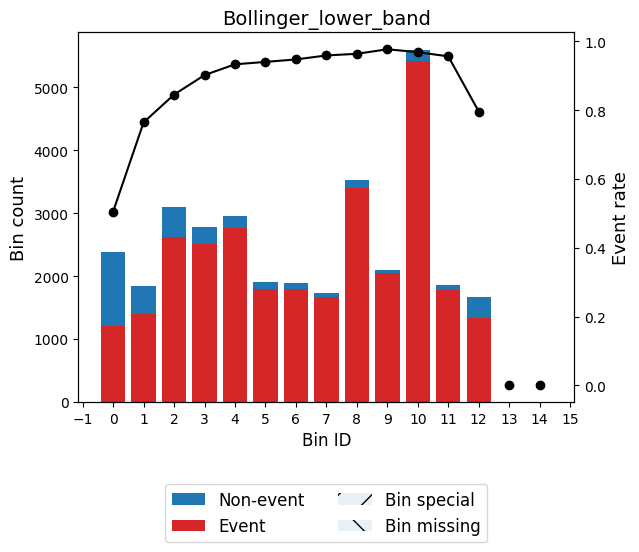 Bollinger_lower_band
5000
4000
3000
2000
1000
0
Bin count
1.0
0.8
0.6
0.4
0.2
0.0
Event rate
−1 0 1 2 3 4 5 6 7 8 9 10 11 12 13 14 15
Bin ID
Non-event Bin special
Event Bin missing